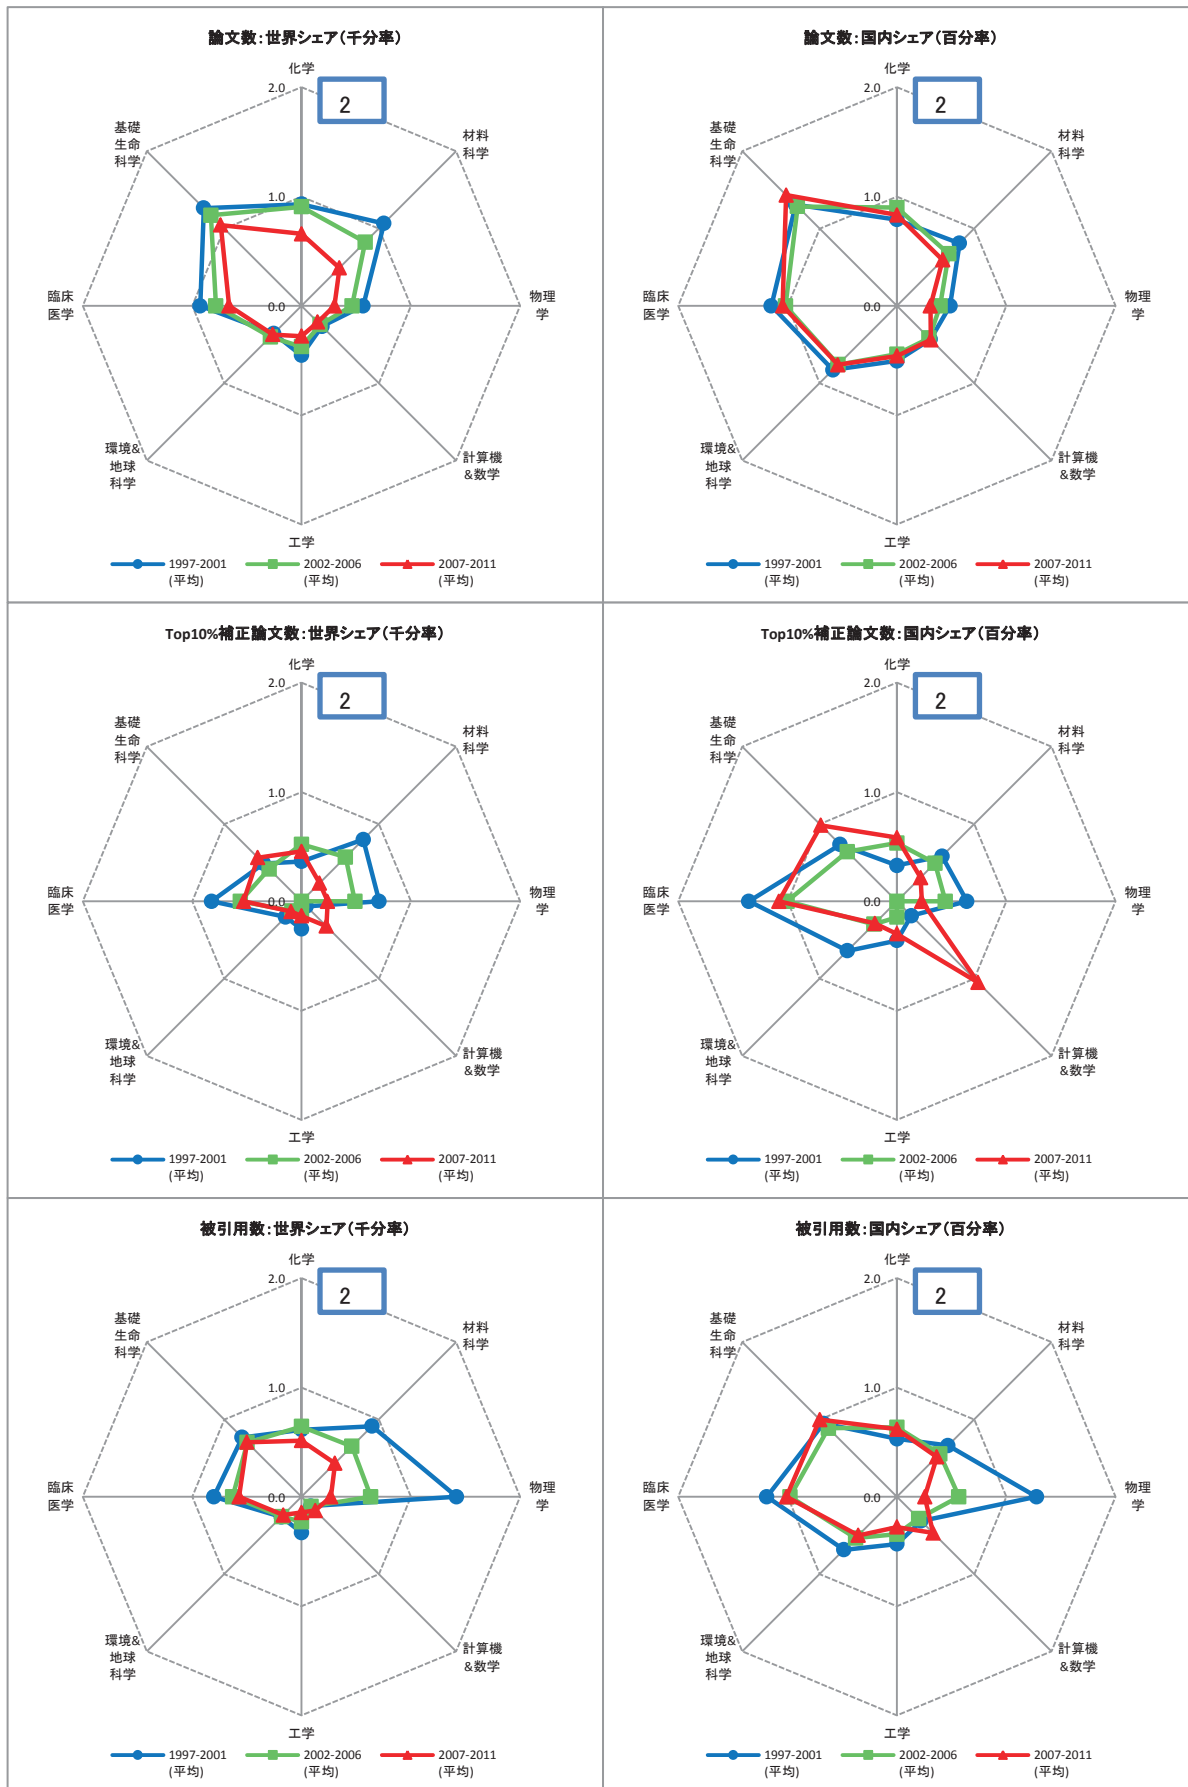 論文数：世界シェア（千分率）
化学
2.0
2
基礎
生命
科学
材料
科学
1.0
臨床
医学
0.0
物理
学
環境&
地球
科学
計算機
&数学
工学
1997-2001
(平均)
2002-2006
(平均)
2007-2011
(平均)
論文数：国内シェア（百分率）
化学
2.0
2
基礎
生命
科学
材料
科学
1.0
臨床
医学
0.0
物理
学
環境&
地球
科学
計算機
&数学
工学
1997-2001
(平均)
2002-2006
(平均)
2007-2011
(平均)
Top10%補正論文数：世界シェア（千分率）
化学
2.0
2
基礎
生命
科学
材料
科学
1.0
臨床
医学
0.0
物理
学
環境&
地球
科学
計算機
&数学
工学
1997-2001
(平均)
2002-2006
(平均)
2007-2011
(平均)
Top10%補正論文数：国内シェア（百分率）
化学
2.0
2
基礎
生命
科学
材料
科学
1.0
臨床
医学
0.0
物理
学
環境&
地球
科学
計算機
&数学
工学
1997-2001
(平均)
2002-2006
(平均)
2007-2011
(平均)
被引用数：世界シェア（千分率）
化学
2.0
2
基礎
生命
科学
材料
科学
1.0
臨床
医学
0.0
物理
学
環境&
地球
科学
計算機
&数学
工学
1997-2001
(平均)
2002-2006
(平均)
2007-2011
(平均)
被引用数：国内シェア（百分率）
化学
2.0
2
基礎
生命
科学
材料
科学
1.0
臨床
医学
0.0
物理
学
環境&
地球
科学
計算機
&数学
工学
1997-2001
(平均)
2002-2006
(平均)
2007-2011
(平均)